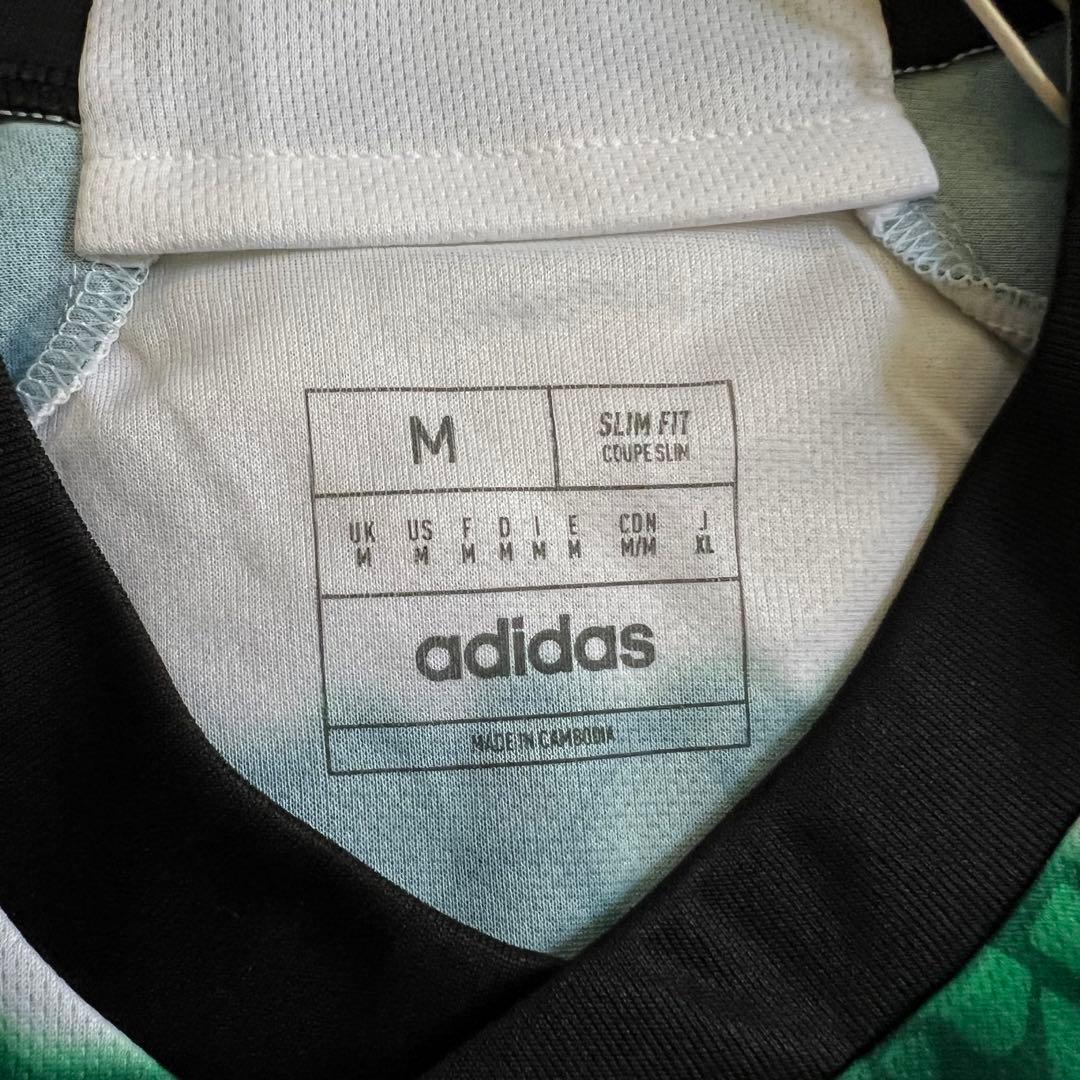 M
SLIM FIT
COUPE SLIM
UK US F D I E CDN J
M M M M M M M/M XL
adidas
MADE IN CAMBODIA